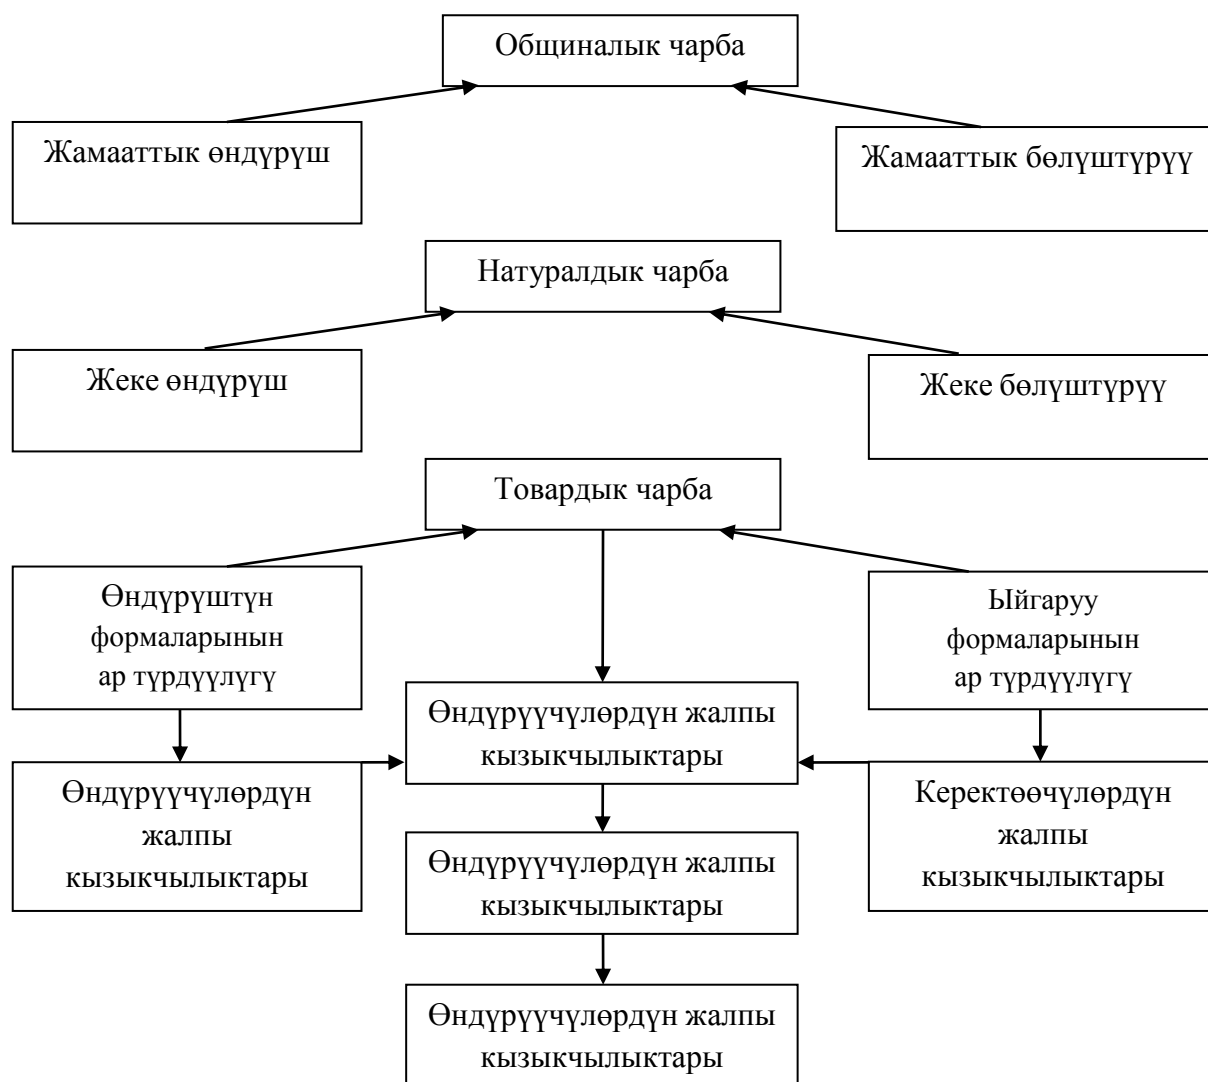 Общиналык чарба
Жамааттык өндүрүш
Жамааттык бөлүштүрүү
Натуралдык чарба
Жеке өндүрүш
Жеке бөлүштүрүү
Товардык чарба
Өндүрүштүн
формаларынын
ар түрдүүлүгү
Ыйгаруу
формаларынын
ар түрдүүлүгү
Өндүрүүчүлөрдүн жалпы
кызыкчылыктары
Өндүрүүчүлөрдүн
жалпы
кызыкчылыктары
Керектөөчүлөрдүн
жалпы
кызыкчылыктары
Өндүрүүчүлөрдүн жалпы
кызыкчылыктары
Өндүрүүчүлөрдүн жалпы
кызыкчылыктары